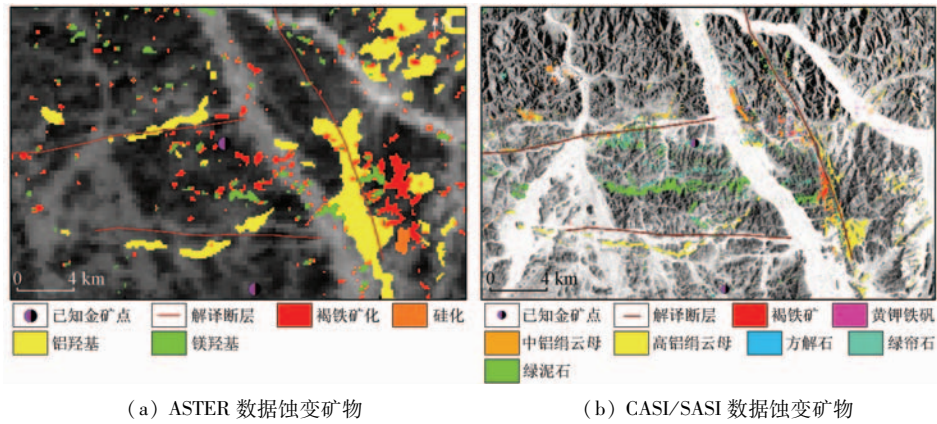 0 4 km
0 4 km
已知金矿点 解译断层 褐铁矿化 硅化
铝羟基 镁羟基
已知金矿点 解译断层 褐铁矿 黄钾铁矾
中铝绢云母 高铝绢云母 方解石 绿帘石
绿泥石
(a) ASTER 数据蚀变矿物
(b) CASI/SASI 数据蚀变矿物